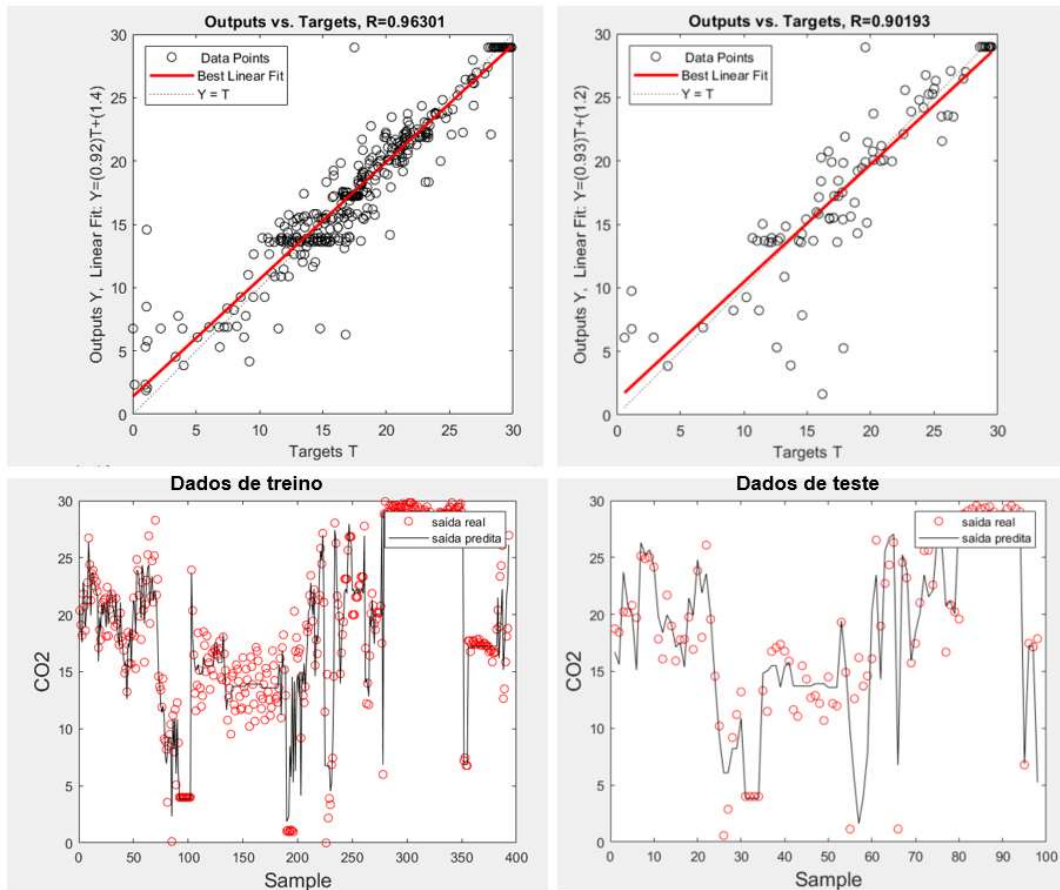 Outputs vs. Targets, R=0.96301
30
25
20
15
10
5
0
Data Points
Best Linear Fit
Y = T
Outputs Y, Linear Fit: Y=(0.92)T+(1.4)
0 5 10 15 20 25 30
Targets T
Outputs vs. Targets, R=0.90193
30
25
20
15
10
5
0
Data Points
Best Linear Fit
Y = T
Outputs Y, Linear Fit: Y=(0.93)T+(1.2)
0 5 10 15 20 25 30
Targets T
Dados de treino
30
25
20
15
10
5
0
saída real
saída predita
CO2
0 50 100 150 200 250 300 350 400
Sample
Dados de teste
30
25
20
15
10
5
0
saída real
saída predita
CO2
0 10 20 30 40 50 60 70 80 90 100
Sample